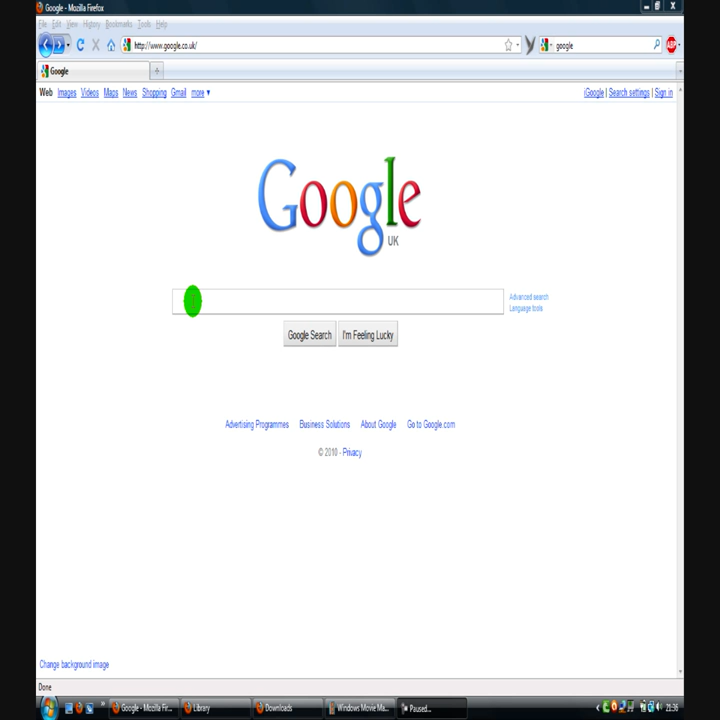 Google - Mozilla Firefox
File Edit View History Bookmarks Tools Help
http://www.google.co.uk/
google
ABP
Google
Web Images Videos Maps News Shopping Gmail more ▼
iGoogle | Search settings | Sign in
Google
UK
Advanced search
Language tools
Google Search
I'm Feeling Lucky
Advertising Programmes Business Solutions About Google Go to Google.com
© 2010 - Privacy
Change background image
Done
Google - Mozilla Fir...
Library
Downloads
Windows Movie Ma...
Paused...
21:36